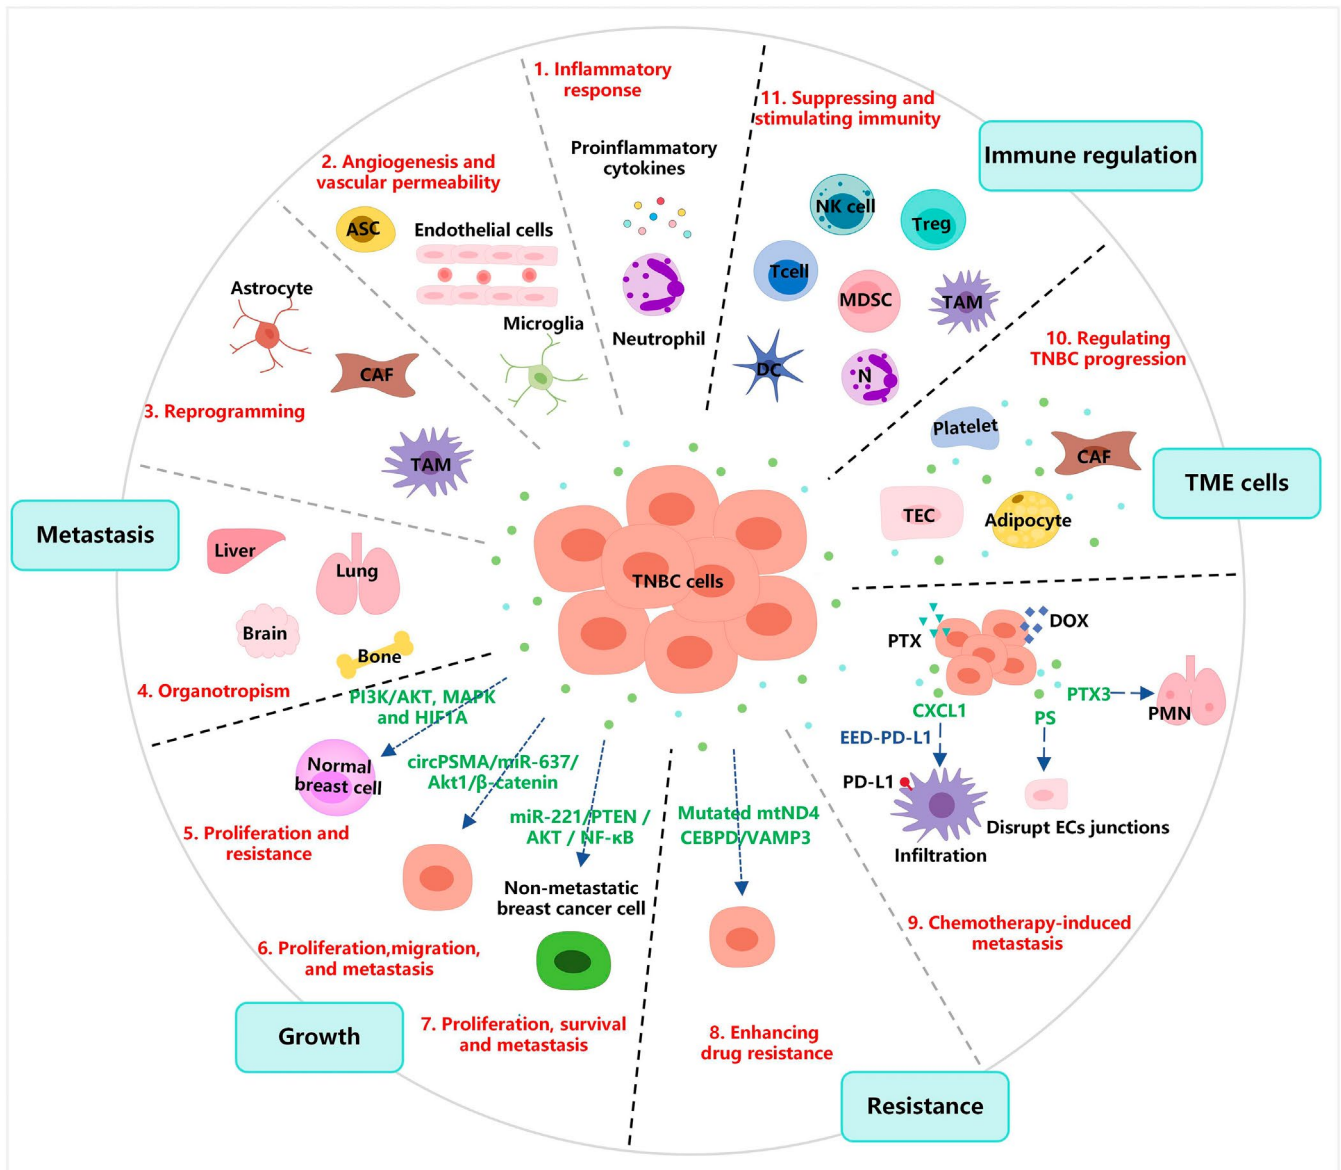 1. Inflammatory
response
Proinflammatory
cytokines
Neutrophil
11. Suppressing and
stimulating immunity
Immune regulation
NK cell
Treg
Tcell
MDSC
TAM
DC
N
2. Angiogenesis and
vascular permeability
ASC
Endothelial cells
Microglia
Astrocyte
CAF
3. Reprogramming
TAM
10. Regulating
TNBC progression
Platelet
CAF
TEC
Adipocyte
TME cells
Metastasis
Liver
Lung
Brain
Bone
4. Organotropism
TNBC cells
PTX
DOX
CXCL1
PS
PTX3
PMN
EED-PD-L1
PD-L1
Infiltration
Disrupt ECs junctions
9. Chemotherapy-induced
metastasis
PI3K/AKT, MAPK
and HIF1A
Normal
breast cell
5. Proliferation and
resistance
circPSMA/miR-637/
Akt1/β-catenin
6. Proliferation,migration,
and metastasis
miR-221/PTEN /
AKT / NF-κB
Non-metastatic
breast cancer cell
7. Proliferation, survival
and metastasis
Growth
Mutated mtND4
CEBPD/VAMP3
8. Enhancing
drug resistance
Resistance